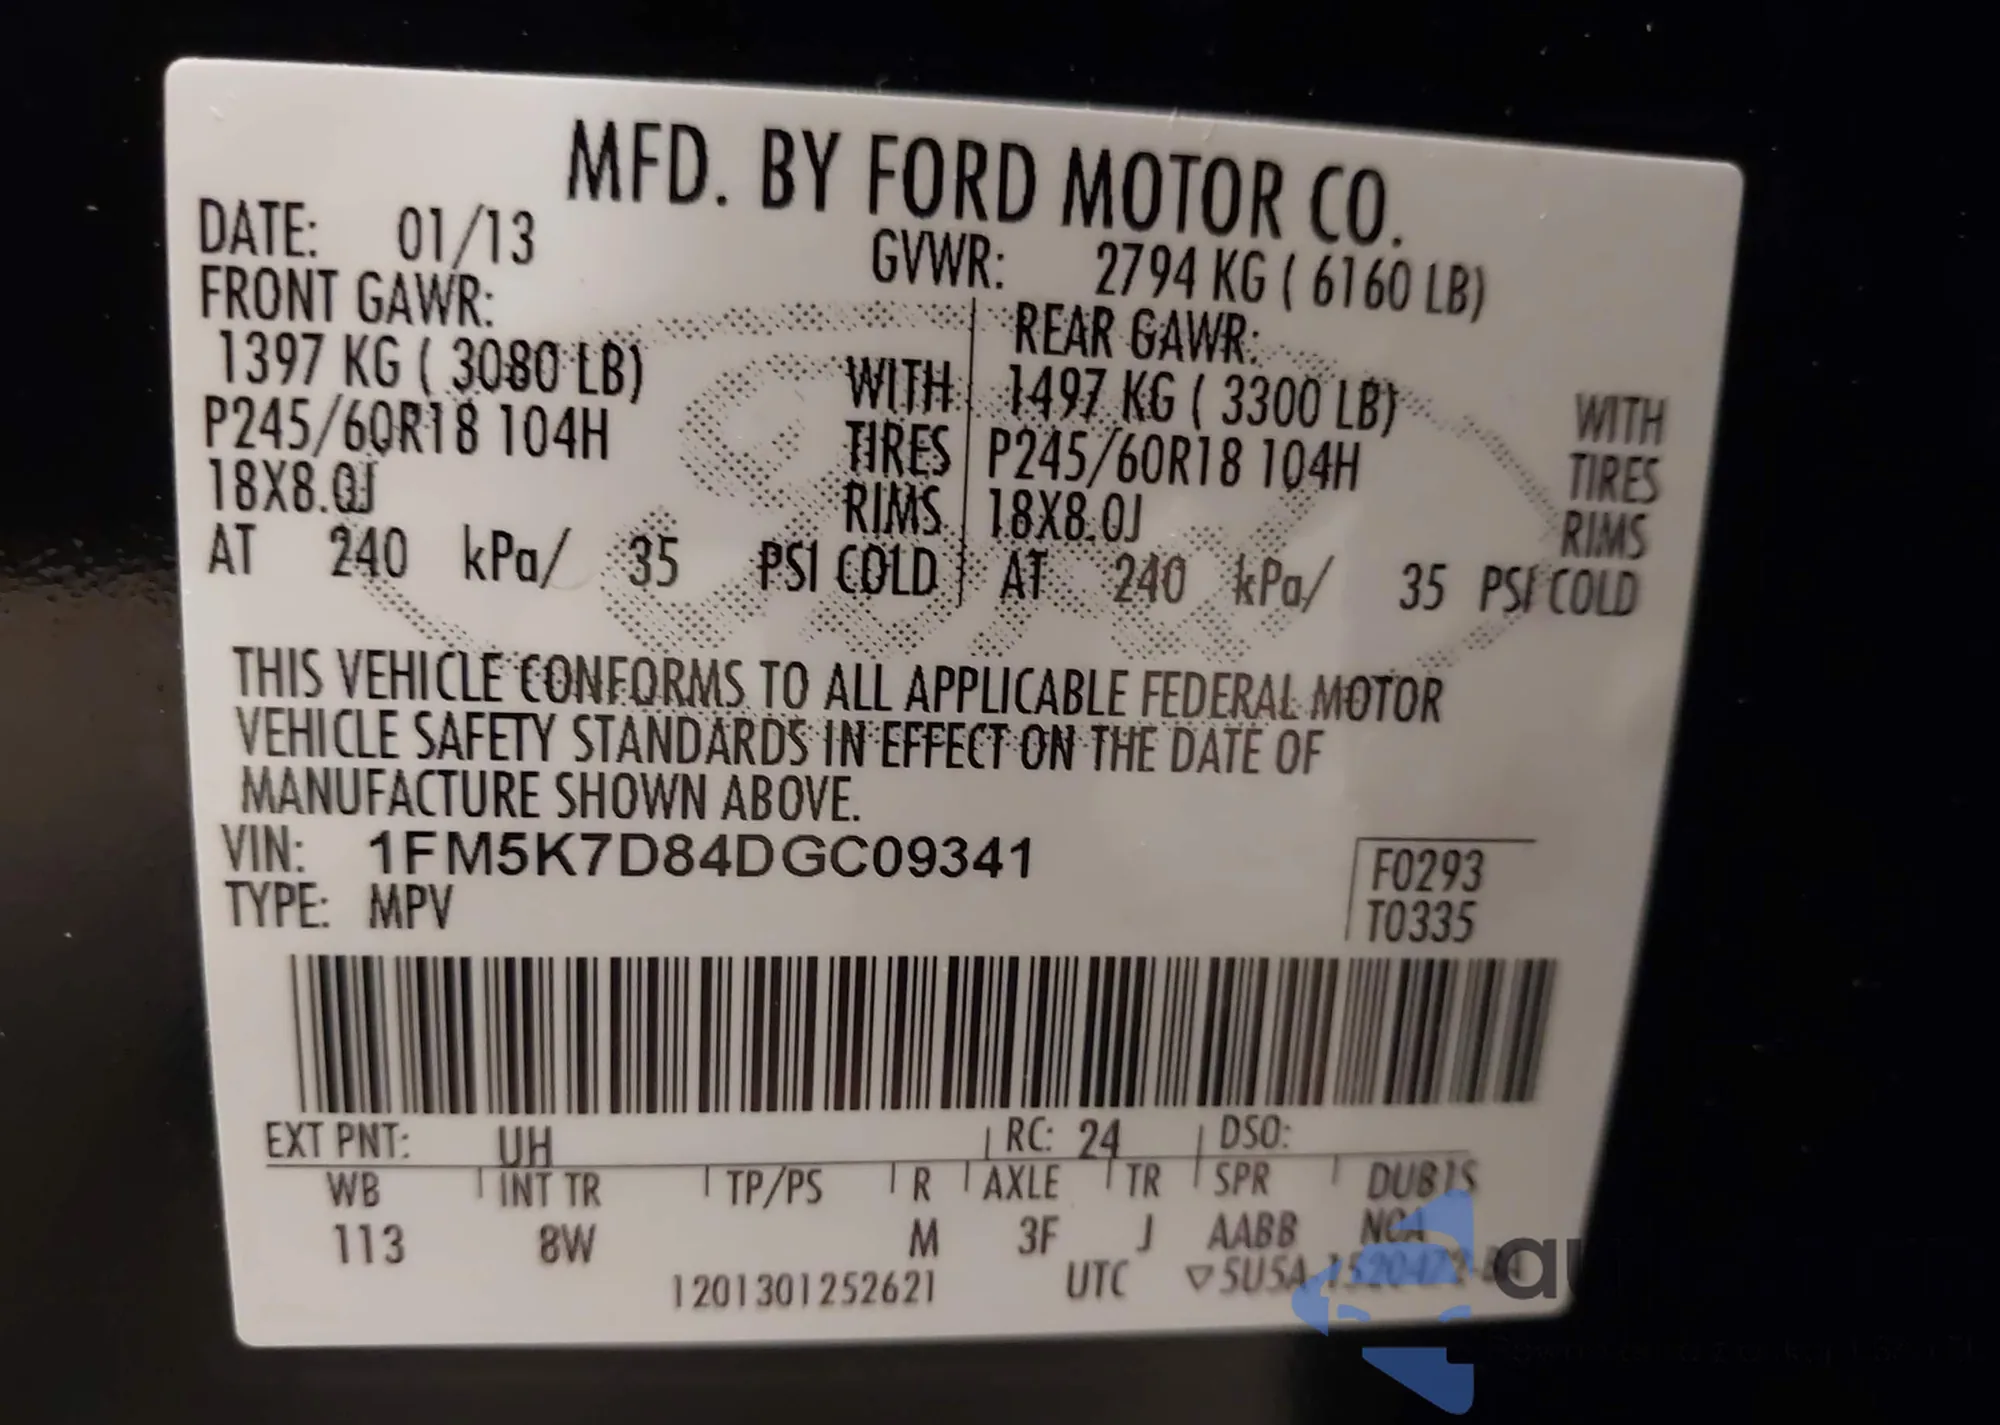 MFD. BY FORD MOTOR CO.
DATE: 01/13 GVWR: 2794 KG ( 6160 LB)
FRONT GAWR: REAR GAWR:
1397 KG ( 3080 LB) WITH 1497 KG ( 3300 LB) WITH
P245/60R18 104H TIRES P245/60R18 104H TIRES
18X8.0J RIMS 18X8.0J RIMS
AT 240 kPa/ 35 PSI COLD AT 240 kPa/ 35 PSI COLD
THIS VEHICLE CONFORMS TO ALL APPLICABLE FEDERAL MOTOR
VEHICLE SAFETY STANDARDS IN EFFECT ON THE DATE OF
MANUFACTURE SHOWN ABOVE.
VIN: 1FM5K7D84DGC09341
TYPE: MPV
F0293
T0335
EXT PNT: UH RC: 24 DSO:
WB INT TR TP/PS R AXLE TR SPR DUBIS
113 8W M 3F J AABB NCA
1201301252621 UTC ▽5U5A-1520472-BA